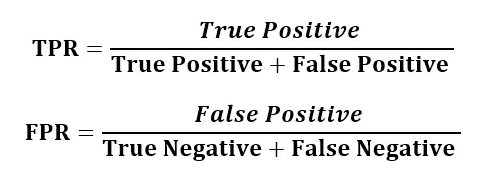 TPR = True Positive / True Positive + False Positive
FPR = False Positive / True Negative + False Negative